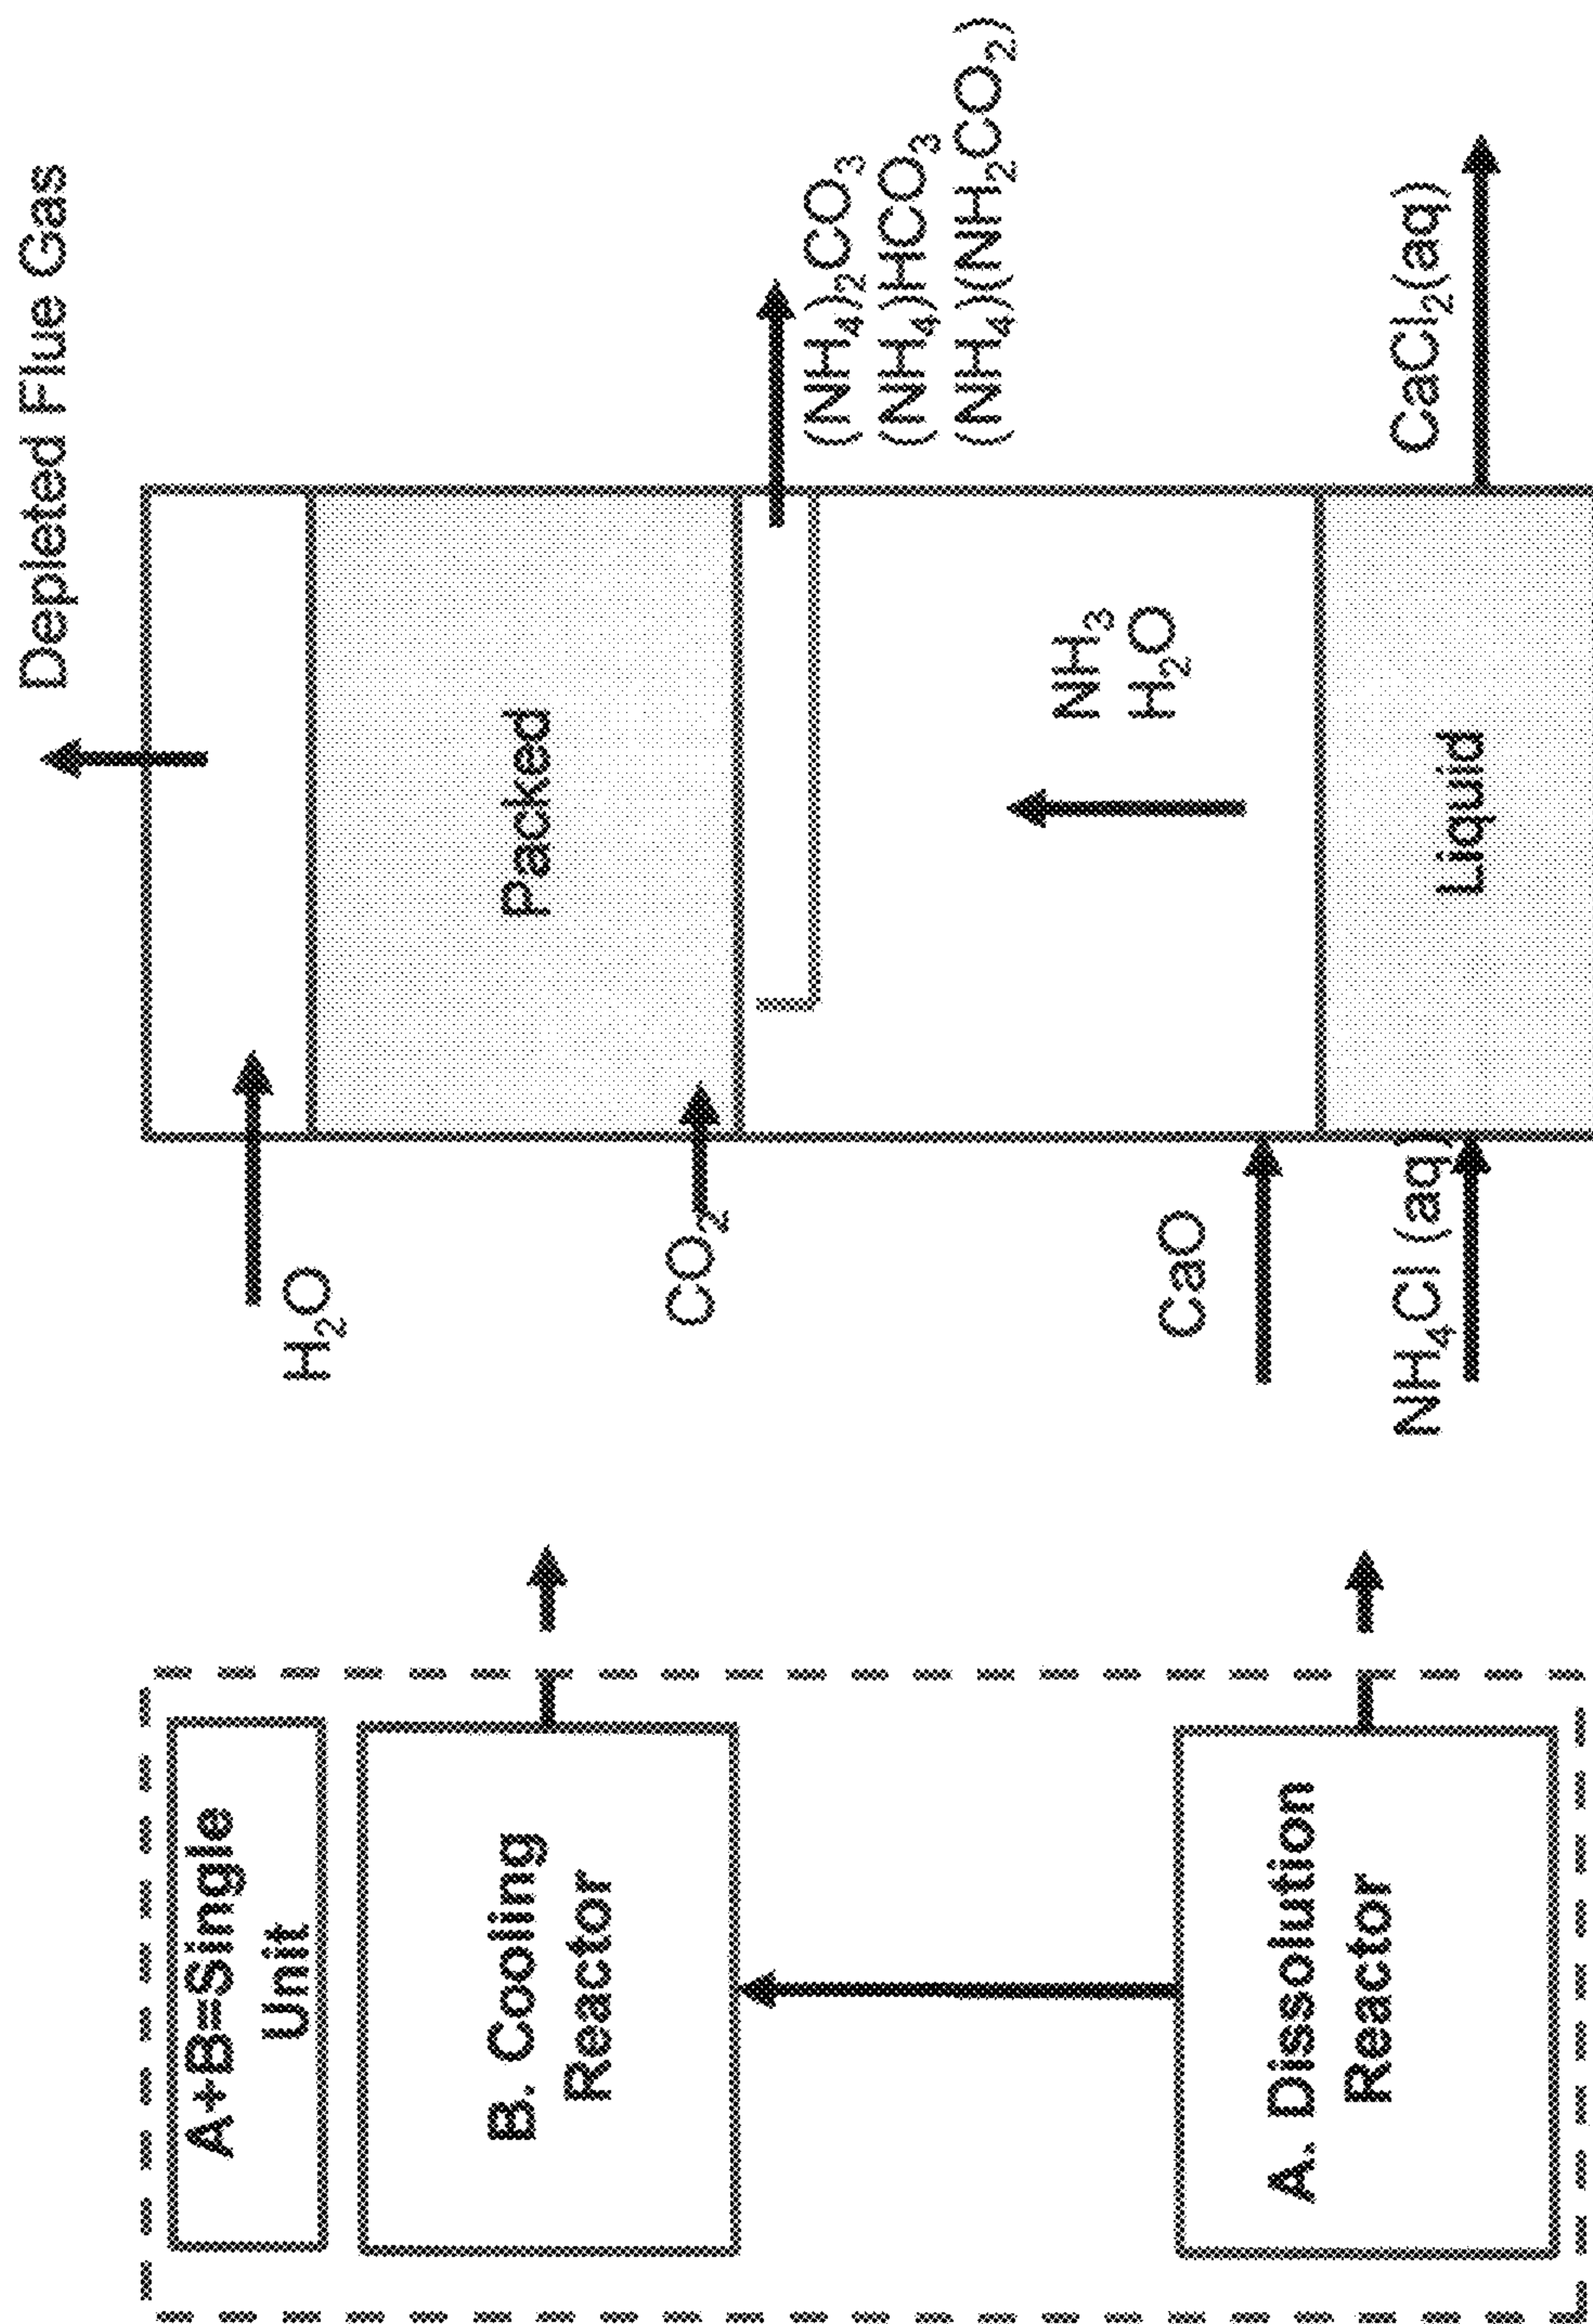 A+B=Single
Unit
B. Cooling
Reactor
A. Dissolution
Reactor
Depleted Flue Gas
H₂O
Packed
CO₂
(NH₄)₂CO₃
(NH₄)HCO₃
(NH₄)(NH₂CO₂)
NH₃
H₂O
CaO
NH₄Cl (aq)
Liquid
CaCl₂(aq)